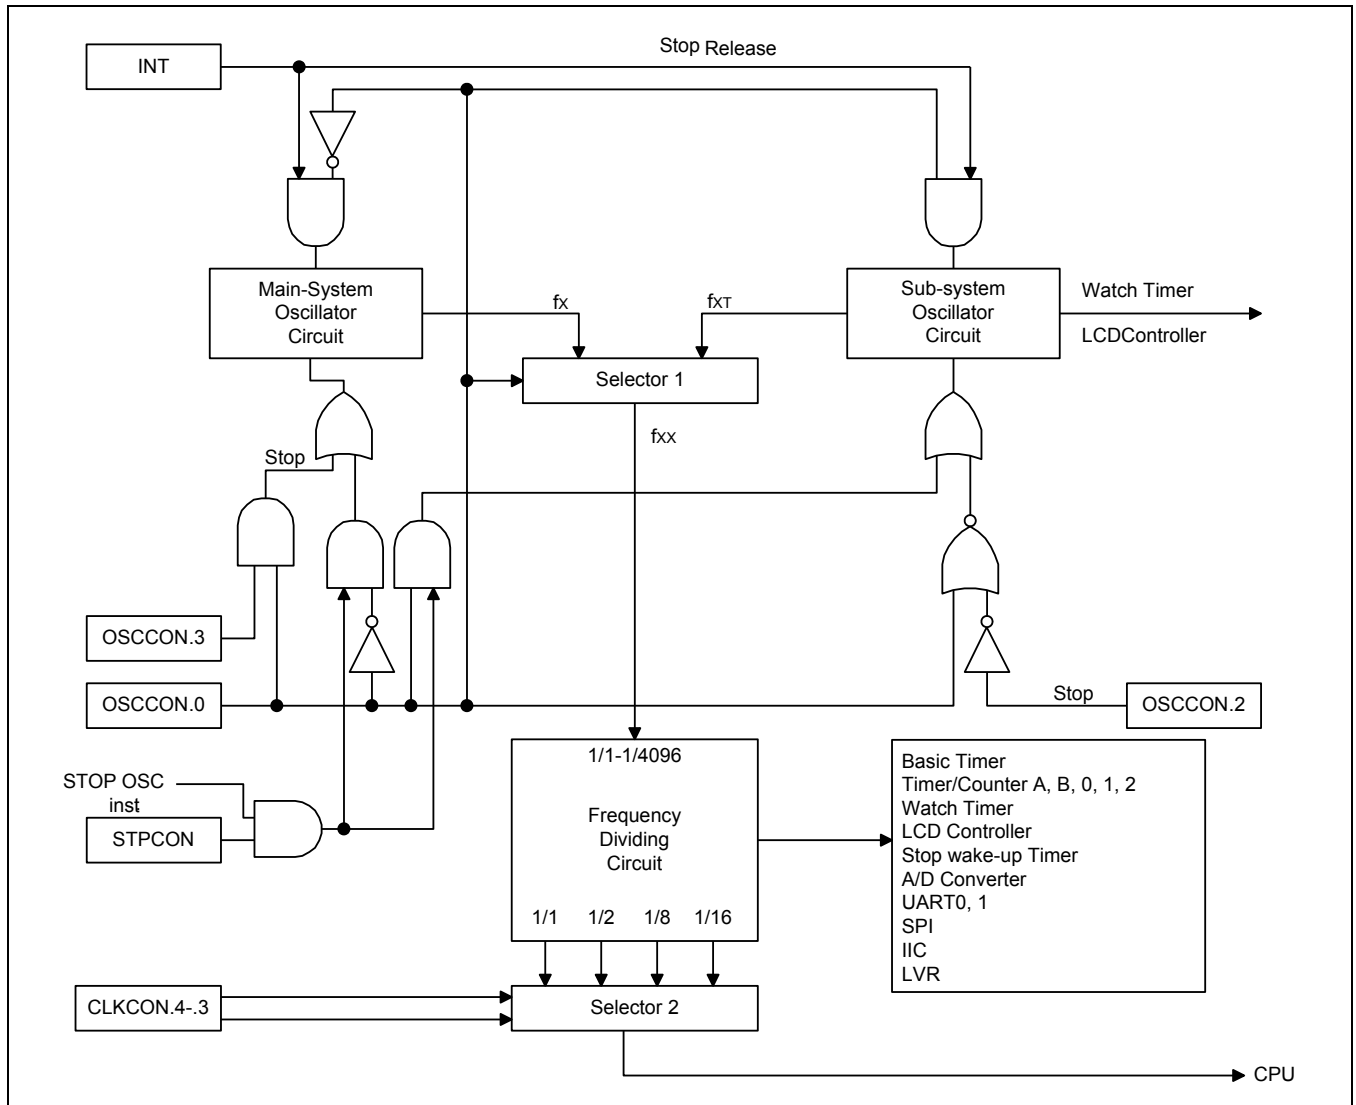 INT
Stop Release
Main-System
Oscillator
Circuit
fX
fXT
Sub-system
Oscillator
Circuit
Watch Timer
LCDController
Selector 1
fXX
Stop
OSCCON.3
OSCCON.0
Stop
OSCCON.2
STOP OSC
inst.
STPCON
1/1-1/4096
Frequency
Dividing
Circuit
1/1 1/2 1/8 1/16
Basic Timer
Timer/Counter A, B, 0, 1, 2
Watch Timer
LCD Controller
Stop wake-up Timer
A/D Converter
UART0, 1
SPI
IIC
LVR
CLKCON.4-.3
Selector 2
CPU